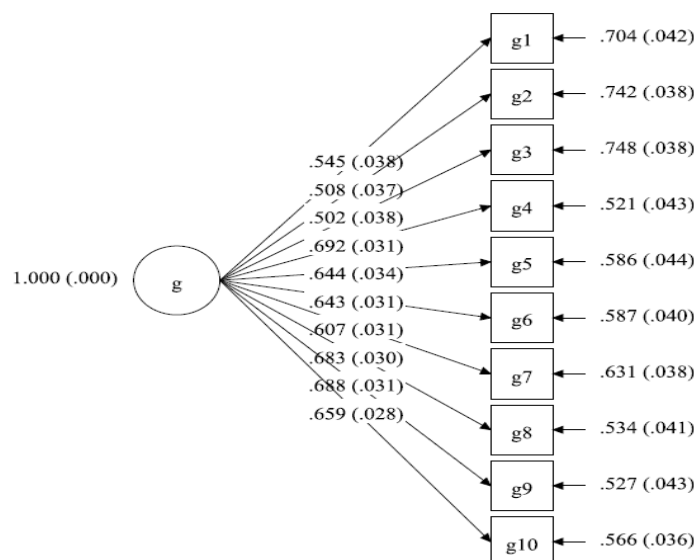 g1 .704 (.042)
g2 .742 (.038)
g3 .748 (.038)
.545 (.038)
.508 (.037)
.502 (.038)
g4 .521 (.043)
.692 (.031)
g5 .586 (.044)
.644 (.034)
1.000 (.000) g
.643 (.031)
g6 .587 (.040)
.607 (.031)
.683 (.030)
g7 .631 (.038)
.688 (.031)
.659 (.028)
g8 .534 (.041)
g9 .527 (.043)
g10 .566 (.036)